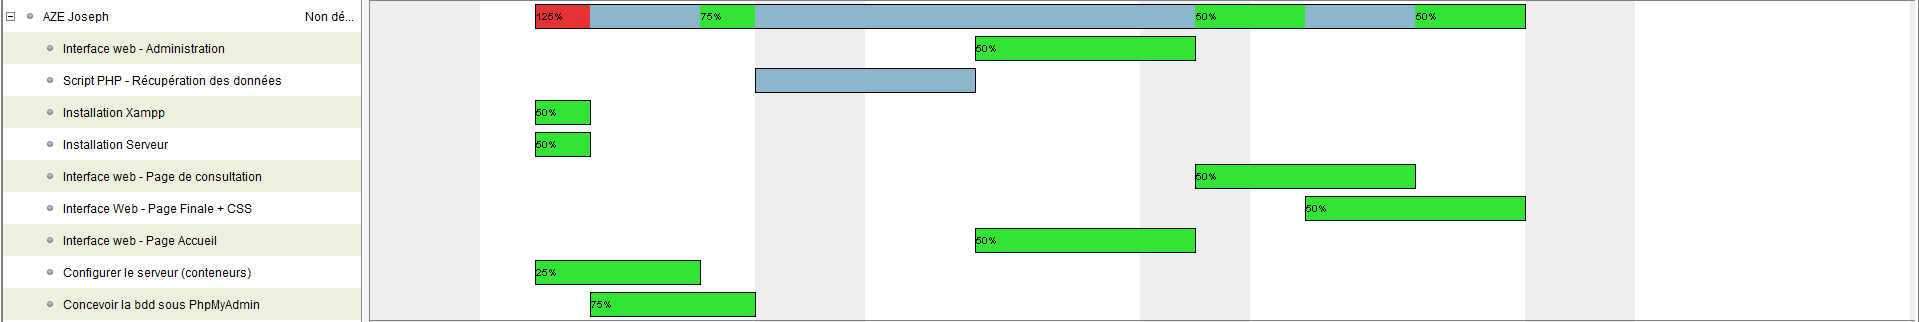 AZE Joseph Non dé... 125% 75% 50% 50%
Interface web - Administration 50%
Script PHP - Récupération des données
Installation Xampp 50%
Installation Serveur 50%
Interface web - Page de consultation 50%
Interface Web - Page Finale + CSS 50%
Interface web - Page Accueil 50%
Configurer le serveur (conteneurs) 25%
Concevoir la bdd sous PhpMyAdmin 75%